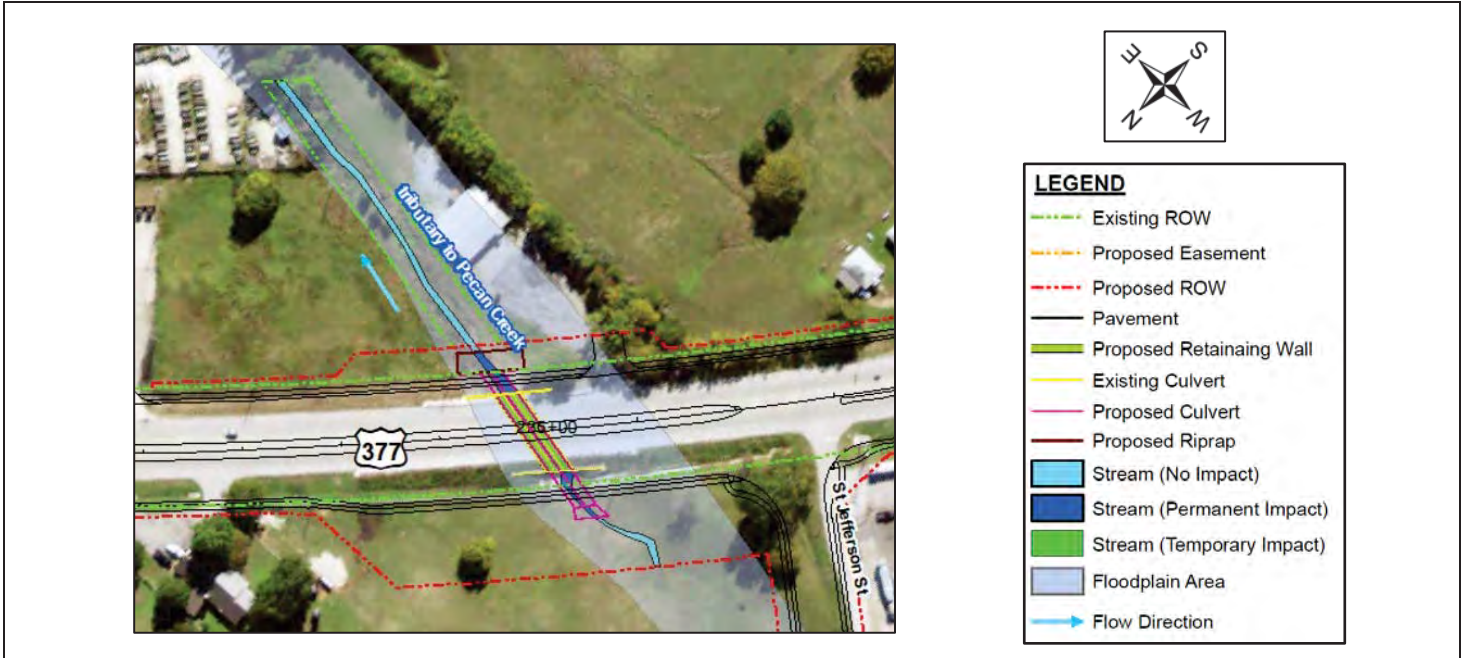 tributary to Pecan Creek
226+00
377
St Jefferson St
E
S
N
W
LEGEND
Existing ROW
Proposed Easement
Proposed ROW
Pavement
Proposed Retainaing Wall
Existing Culvert
Proposed Culvert
Proposed Riprap
Stream (No Impact)
Stream (Permanent Impact)
Stream (Temporary Impact)
Floodplain Area
Flow Direction